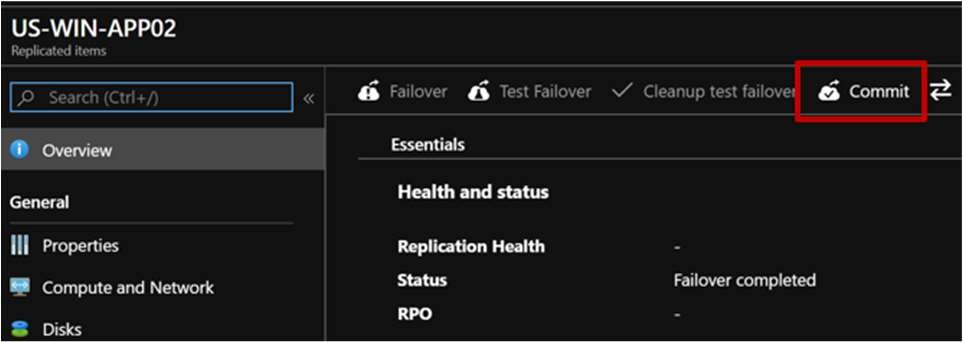 US-WIN-APP02
Replicated items
Search (Ctrl+/)
«
Failover
Test Failover
Cleanup test failover
Commit
Overview
Essentials
Health and status
General
Replication Health -
Properties
Status Failover completed
Compute and Network
RPO -
Disks